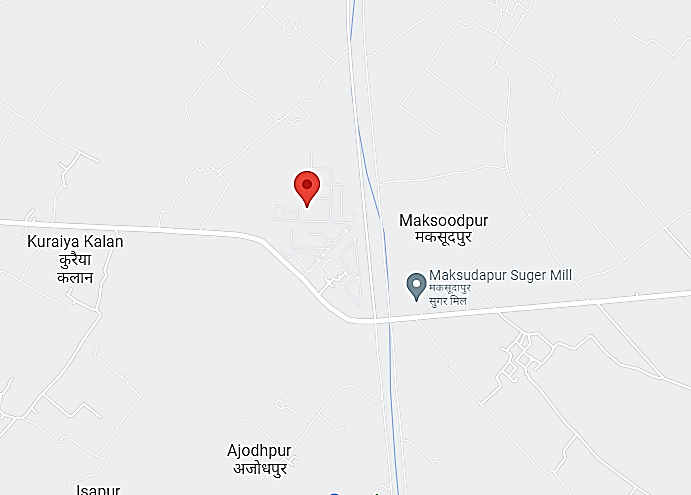 Maksoodpur
मकसूदपुर
Kuraiya Kalan
कुरैया
कलान
Maksudapur Suger Mill
मकसूदापुर
सुगर मिल
Ajodhpur
अजोधपुर
Isapur